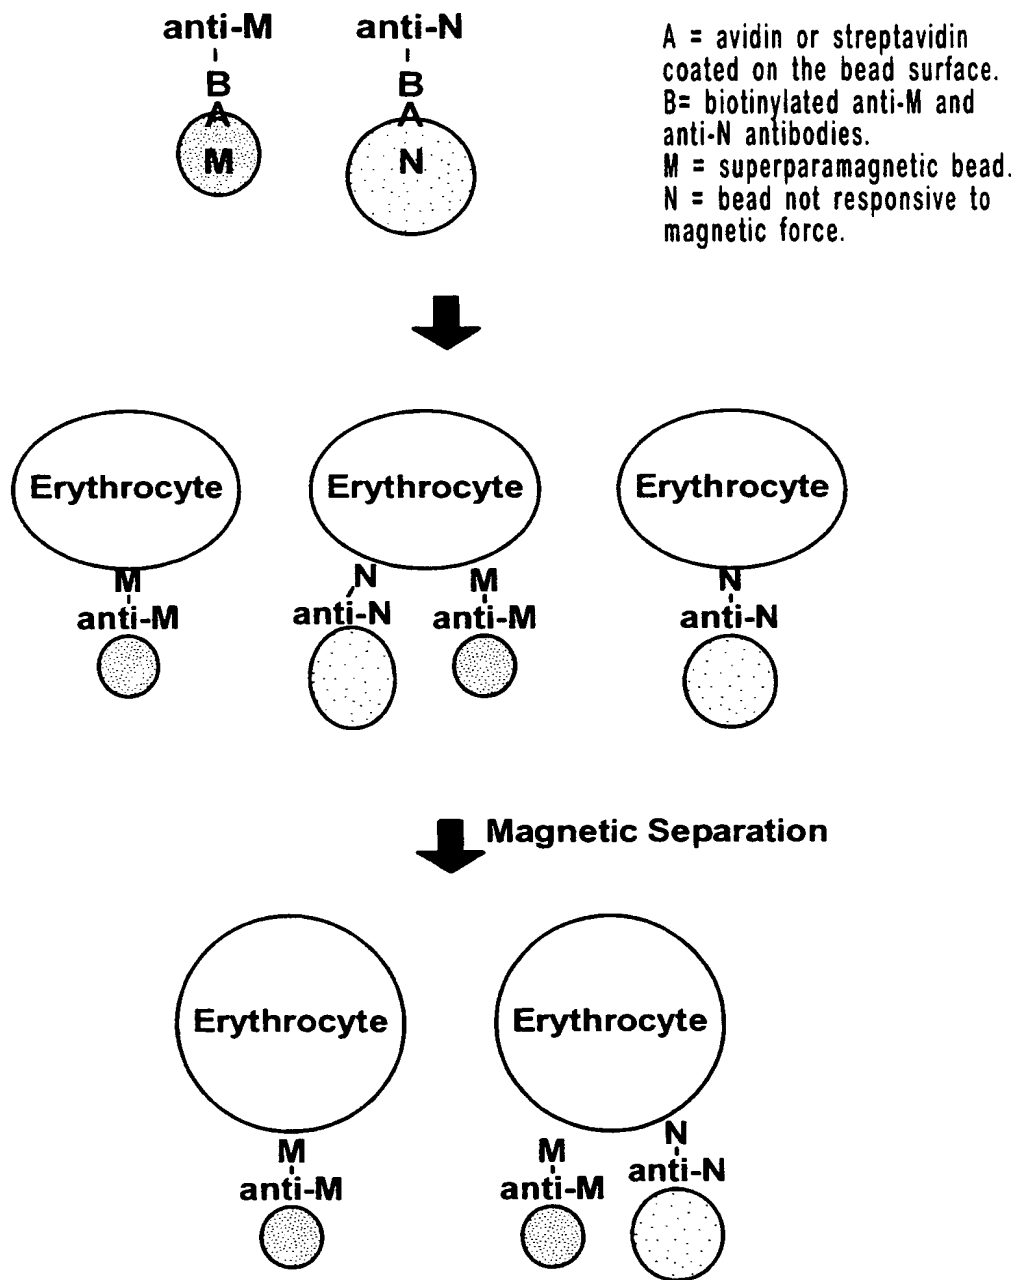 anti-M anti-N
B B
A A
M N
A = avidin or streptavidin
coated on the bead surface.
B= biotinylated anti-M and
anti-N antibodies.
M = superparamagnetic bead.
N = bead not responsive to
magnetic force.
Erythrocyte Erythrocyte Erythrocyte
M N M N
anti-M anti-N anti-M anti-N
Magnetic Separation
Erythrocyte Erythrocyte
M M N
anti-M anti-M anti-N